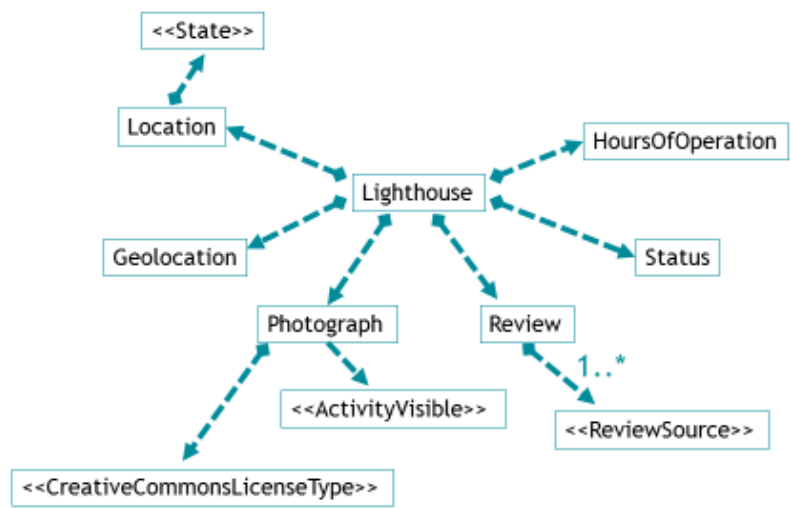 <<State>>
Location
HoursOfOperation
Lighthouse
Geolocation
Status
Photograph
Review
1..*
<<ActivityVisible>>
<<ReviewSource>>
<<CreativeCommonsLicenseType>>